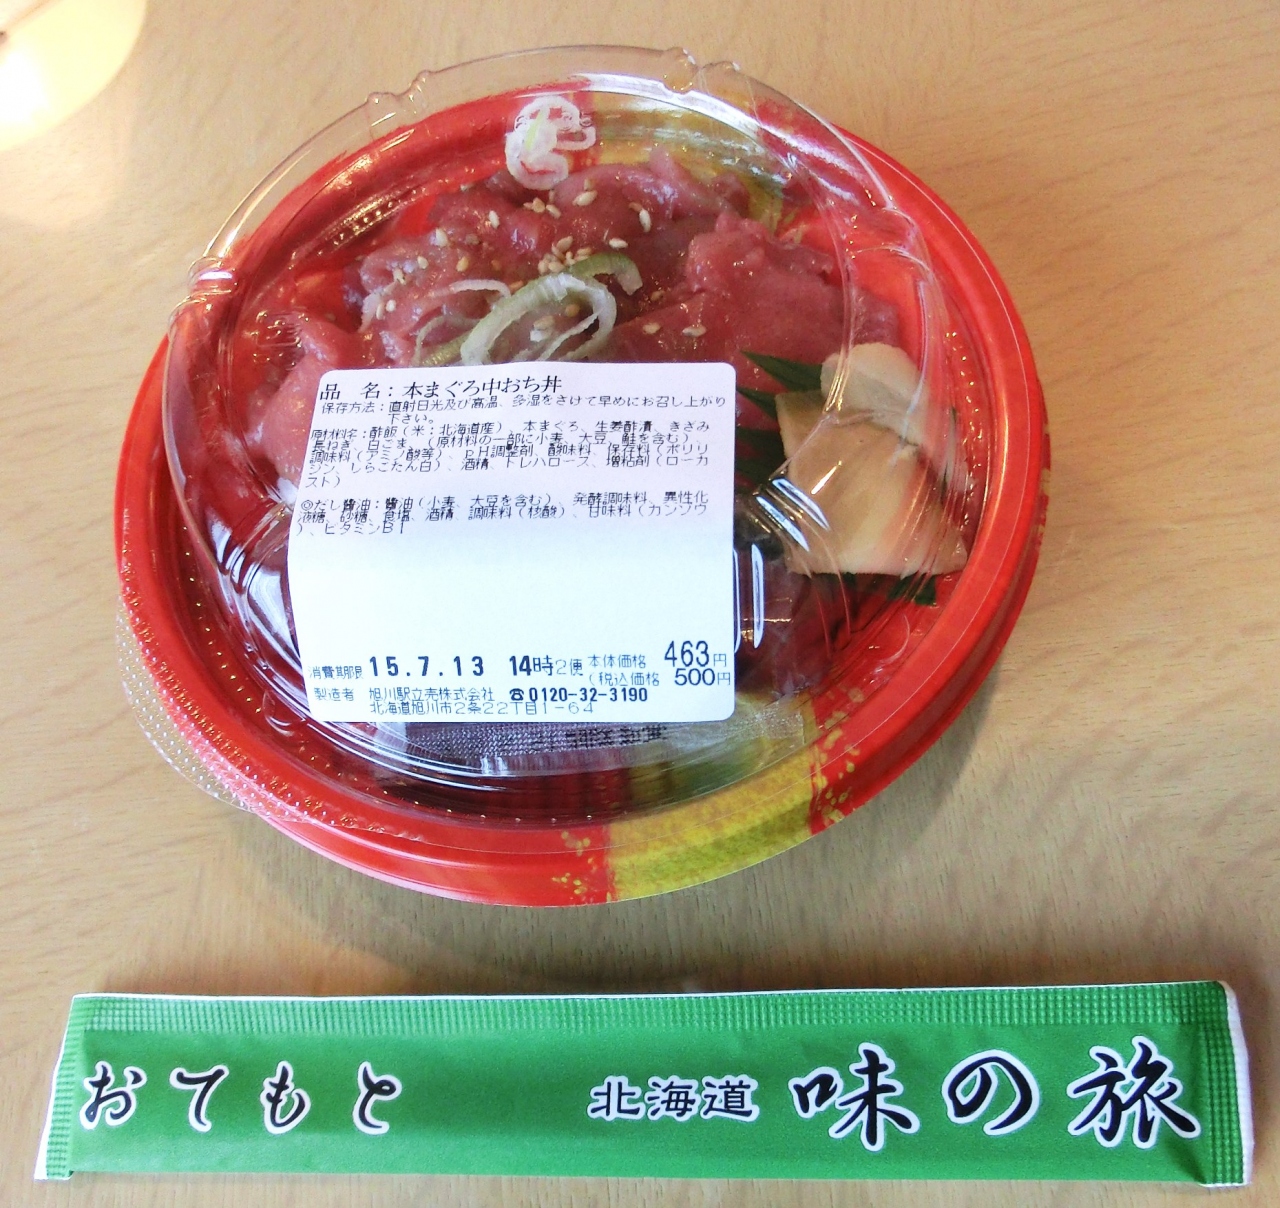 品　名：本まぐろ中おち丼
保存方法：直射日光及び高温、多湿をさけて早めにお召し上がり
下さい。
原材料名：酢飯（米：北海道産）、本まぐろ、生姜酢漬、きざみ
長ねぎ、白ごま、（原材料の一部に小麦、大豆、鮭を含む）
調味料（アミノ酸等）、ｐＨ調整剤、酸味料、保存料（ポリリ
ジン、しらこたん白）、酒精、トレハロース、増粘剤（ローカ
スト）
◎だし醤油：醤油（小麦、大豆を含む）、発酵調味料、異性化
液糖、砂糖、食塩、酒精、調味料（核酸）、甘味料（カンゾウ
）、ビタミンＢ１
消費期限 15.7.13 14時2便 本体価格 463円
（税込価格 500円
製造者 旭川駅立売株式会社 ☎0120-32-3190
北海道旭川市２条２２丁目１－６４
おてもと 北海道 味の旅